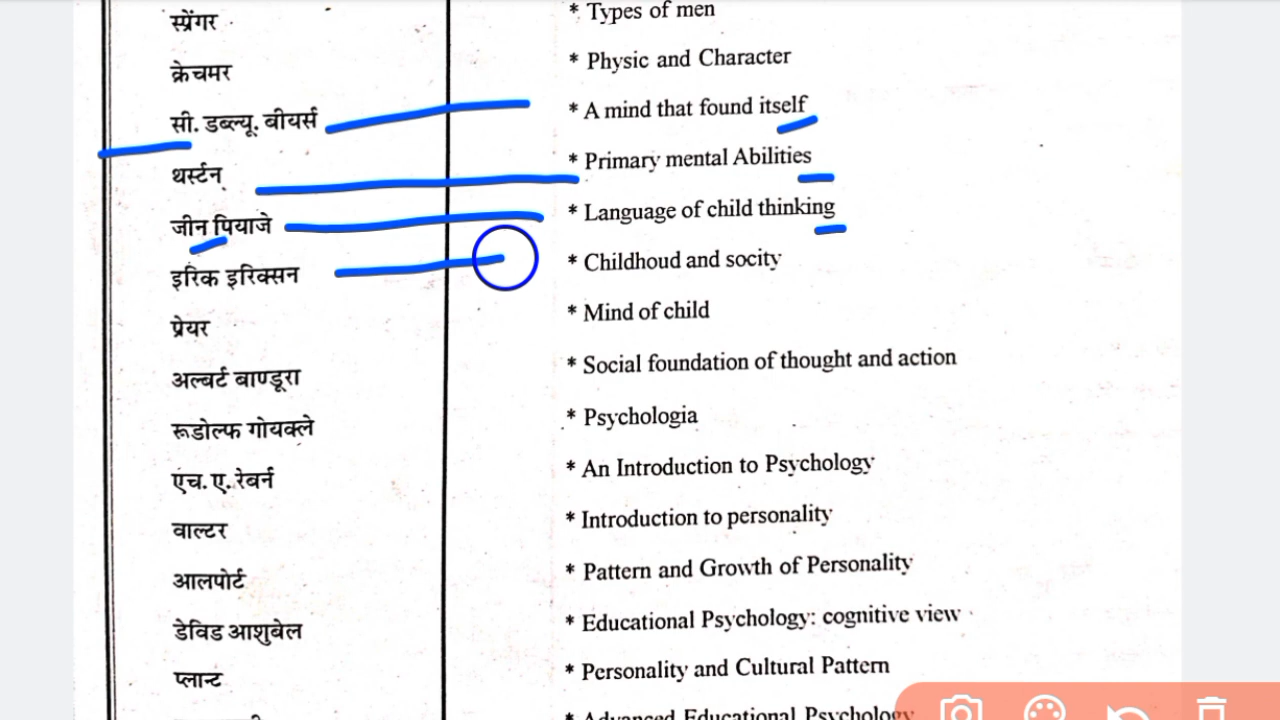 स्प्रेंगर * Types of men
क्रेचमर * Physic and Character
सी. डब्ल्यू. बीयर्स * A mind that found itself
थर्स्टन * Primary mental Abilities
जीन पियाजे * Language of child thinking
इरिक इरिक्सन * Childhoud and socity
प्रेयर * Mind of child
अल्बर्ट बाण्डूरा * Social foundation of thought and action
रूडोल्फ गोयक्ले * Psychologia
एच. ए. रेबर्न * An Introduction to Psychology
वाल्टर * Introduction to personality
आलपोर्ट * Pattern and Growth of Personality
डेविड आशुबेल * Educational Psychology: cognitive view
प्लान्ट * Personality and Cultural Pattern
* Advanced Educational Psychology